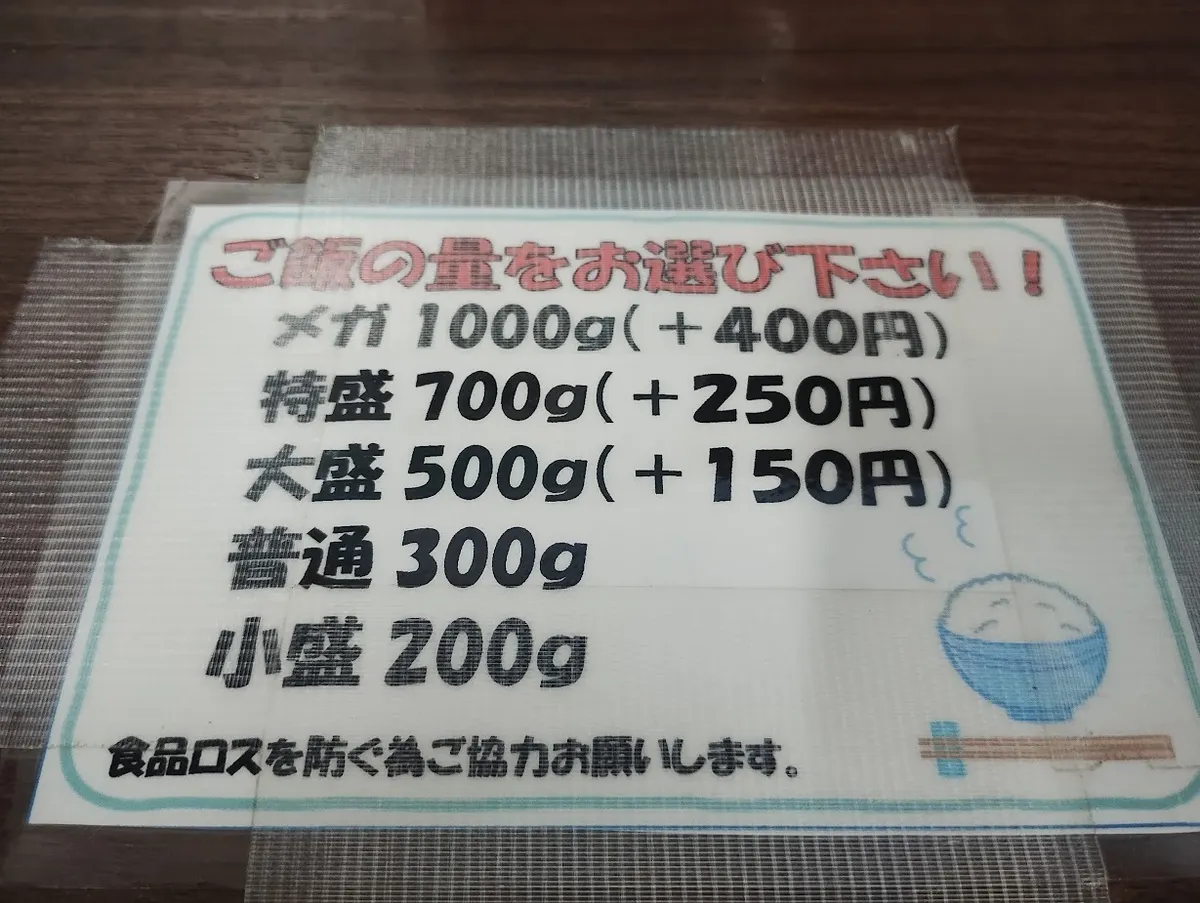 ご飯の量をお選び下さい！
メガ 1000g(＋400円)
特盛 700g(＋250円)
大盛 500g(＋150円)
普通 300g
小盛 200g
食品ロスを防ぐ為ご協力お願いします。